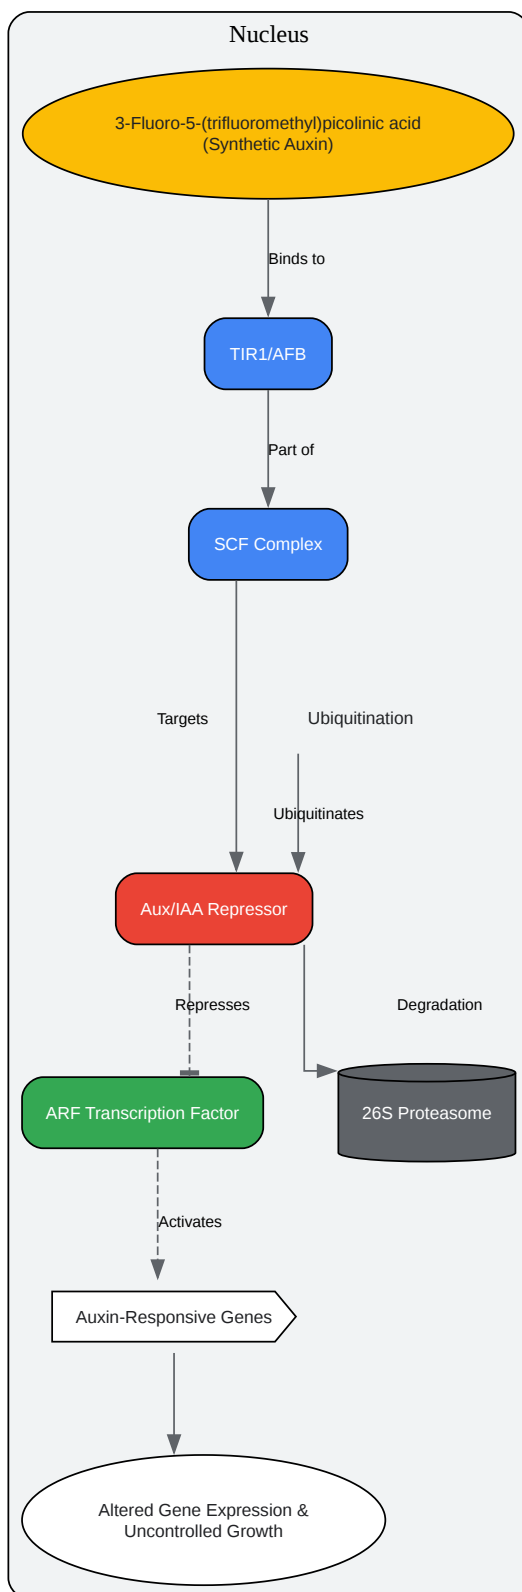 Nucleus
3-Fluoro-5-(trifluoromethyl)picolinic acid
(Synthetic Auxin)
Binds to
TIR1/AFB
Part of
SCF Complex
Targets
Ubiquitination
Ubiquitinates
Aux/IAA Repressor
Represses
Degradation
ARF Transcription Factor
26S Proteasome
Activates
Auxin-Responsive Genes
Altered Gene Expression &
Uncontrolled Growth